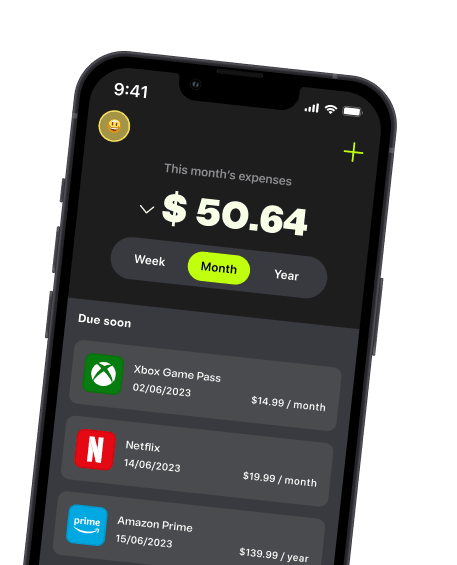 9:41
This month's expenses
$ 50.64
Week Month Year
Due soon
Xbox Game Pass
02/06/2023
$14.99 / month
N
Netflix
14/06/2023
$19.99 / month
prime
Amazon Prime
15/06/2023
$139.99 / year